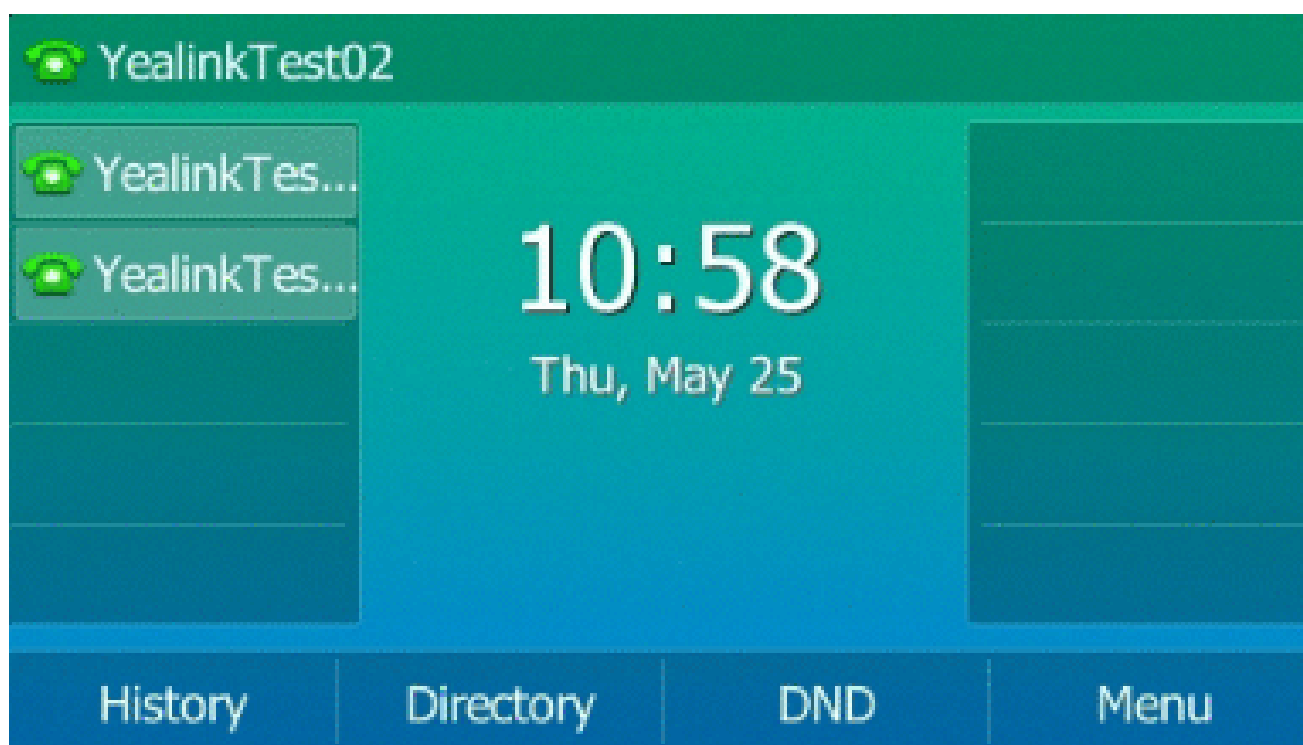 YealinkTest02
YealinkTes...
YealinkTes...
10:58
Thu, May 25
History Directory DND Menu